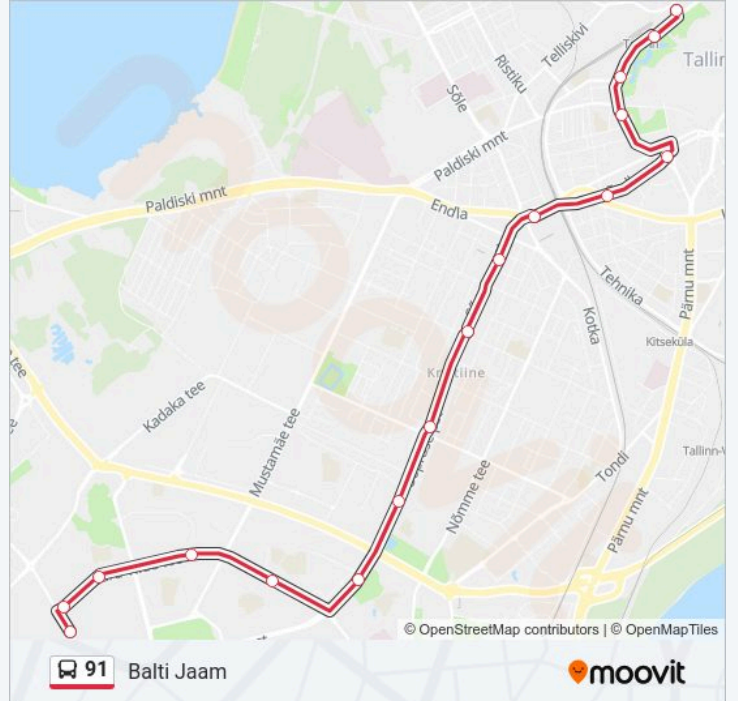 Telliskivi
Tallin
Ristiku
Sõle
Paldiski mnt
Paldiski mnt
Endla
Tehnika
Pärnu mnt
Kotka
Kitseküla
Kadaka tee
Mustamäe tee
Nõmme tee
Tondi
Tallinn-V
Pärnu mnt
tee
© OpenStreetMap contributors | © OpenMapTiles
91 Balti Jaam
moovit